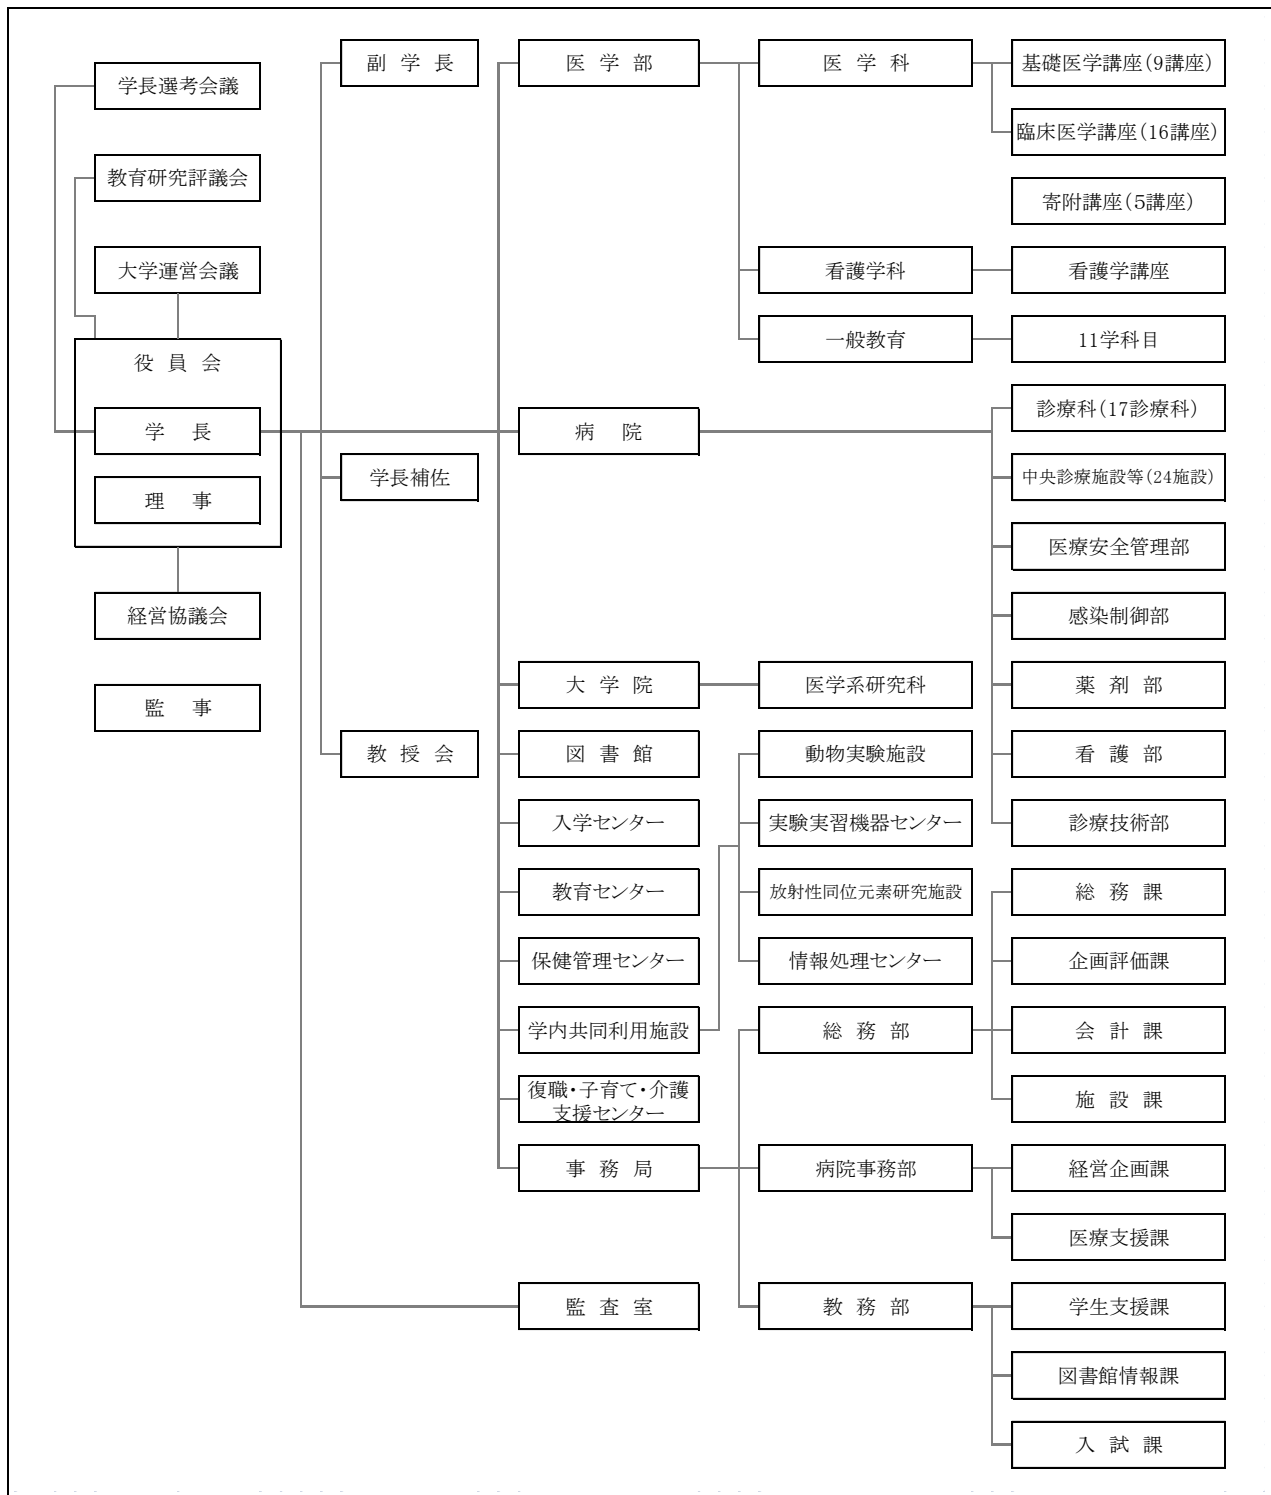 学長選考会議
教育研究評議会
大学運営会議
役 員 会
学 長
理 事
経営協議会
監 事
副 学 長
学長補佐
教 授 会
医 学 部
病 院
大 学 院
図 書 館
入学センター
教育センター
保健管理センター
学内共同利用施設
復職・子育て・介護
支援センター
事 務 局
監 査 室
医 学 科
看護学科
一般教育
医学系研究科
動物実験施設
実験実習機器センター
放射性同位元素研究施設
情報処理センター
総 務 部
病院事務部
教 務 部
基礎医学講座(9講座)
臨床医学講座(16講座)
寄附講座(5講座)
看護学講座
11学科目
診療科(17診療科)
中央診療施設等(24施設)
医療安全管理部
感染制御部
薬 剤 部
看 護 部
診療技術部
総 務 課
企画評価課
会 計 課
施 設 課
経営企画課
医療支援課
学生支援課
図書館情報課
入 試 課